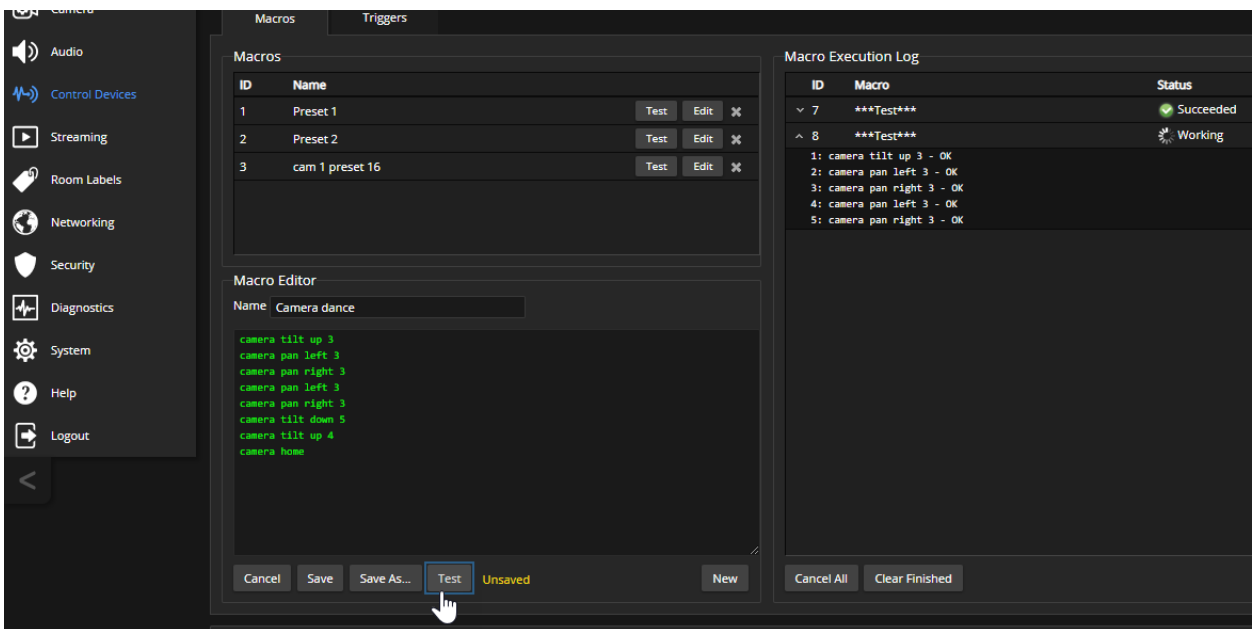 Camera
Audio
Control Devices
Streaming
Room Labels
Networking
Security
Diagnostics
System
Help
Logout
<
Macros Triggers
Macros
ID Name
1 Preset 1 Test Edit
2 Preset 2 Test Edit
3 cam 1 preset 16 Test Edit
Macro Editor
Name Camera dance
camera tilt up 3
camera pan left 3
camera pan right 3
camera pan left 3
camera pan right 3
camera tilt down 5
camera tilt up 4
camera home
Cancel Save Save As... Test Unsaved New
Macro Execution Log
ID Macro Status
7 ***Test*** Succeeded
8 ***Test*** Working
1: camera tilt up 3 - OK
2: camera pan left 3 - OK
3: camera pan right 3 - OK
4: camera pan left 3 - OK
5: camera pan right 3 - OK
Cancel All Clear Finished